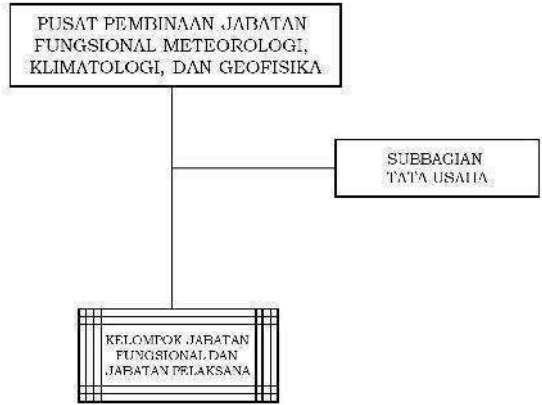 PUSAT PEMBINAAN JABATAN
FUNGSIONAL METEOROLOGI,
KLIMATOLOGI, DAN GEOFISIKA
SUBBAGIAN
TATA USAHA
KELOMPOK JABATAN
FUNGSIONAL DAN
JABATAN PELAKSANA